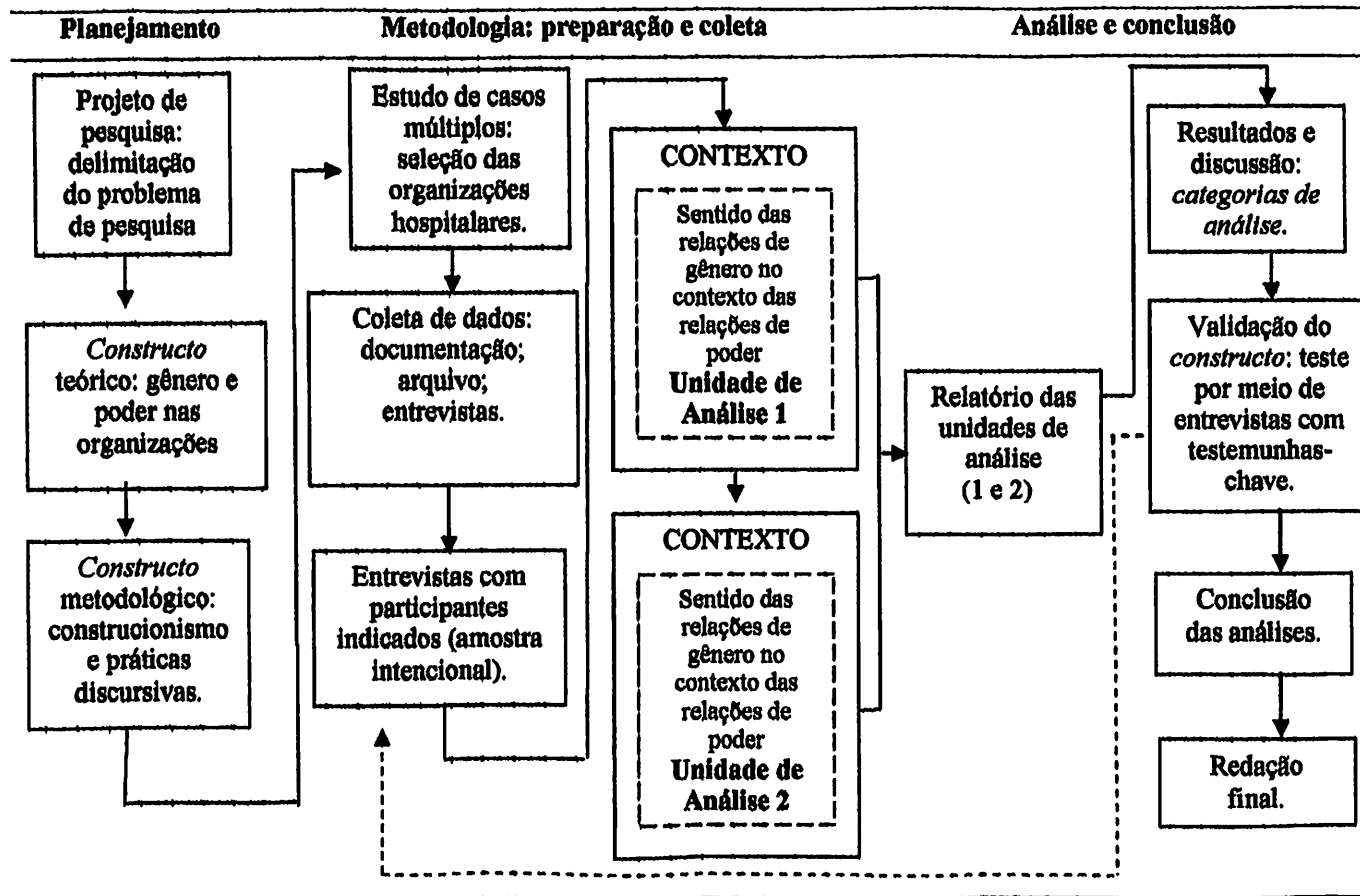 Planejamento
Metodologia: preparação e coleta
Análise e conclusão
Projeto de
pesquisa:
delimitação
do problema
de pesquisa
Constructo
teórico: gênero e
poder nas
organizações
Constructo
metodológico:
construcionismo
e práticas
discursivas.
Estudo de casos
múltiplos:
seleção das
organizações
hospitalares.
Coleta de dados:
documentação;
arquivo;
entrevistas.
Entrevistas com
participantes
indicados (amostra
intencional).
CONTEXTO
Sentido das
relações de
gênero no
contexto das
relações de
poder
Unidade de
Análise 1
CONTEXTO
Sentido das
relações de
gênero no
contexto das
relações de
poder
Unidade de
Análise 2
Relatório das
unidades de
análise
(1 e 2)
Resultados e
discussão:
categorias de
análise.
Validação do
constructo: teste
por meio de
entrevistas com
testemunhas-
chave.
Conclusão
das análises.
Redação
final.